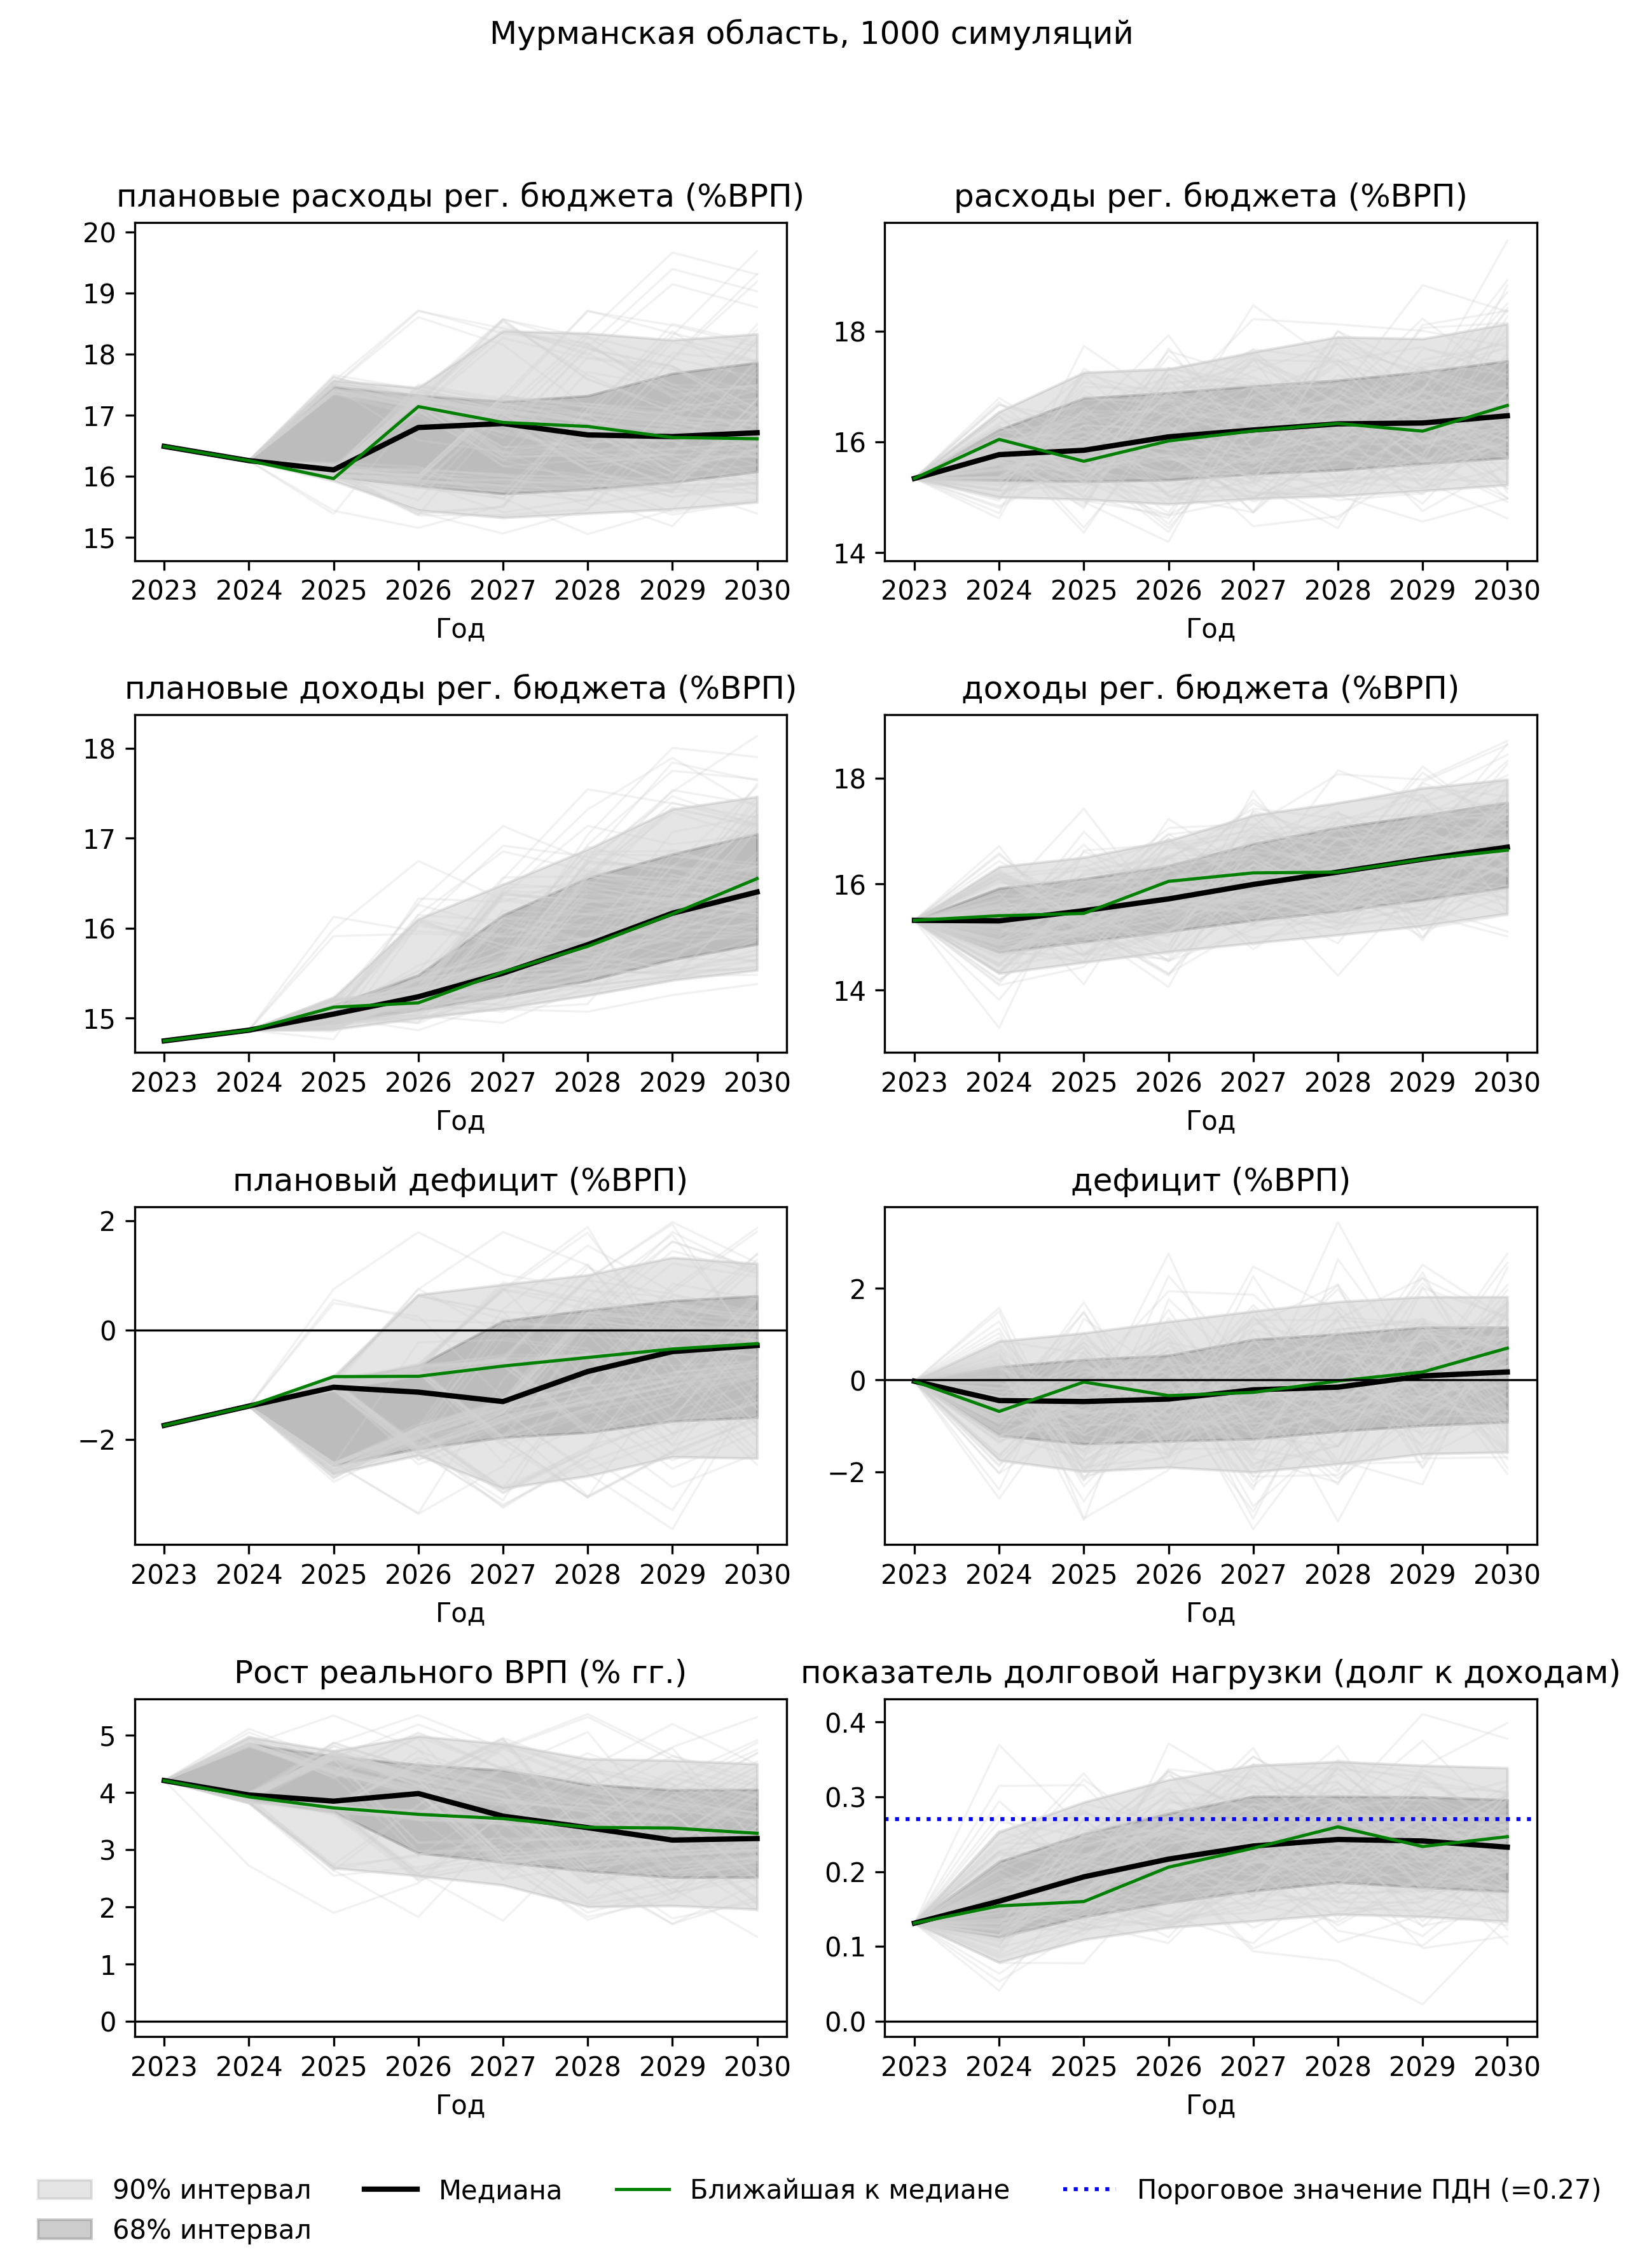 Мурманская область, 1000 симуляций
плановые расходы рег. бюджета (%ВРП)
20
19
18
17
16
15
2023 2024 2025 2026 2027 2028 2029 2030
Год
расходы рег. бюджета (%ВРП)
18
16
14
2023 2024 2025 2026 2027 2028 2029 2030
Год
плановые доходы рег. бюджета (%ВРП)
18
17
16
15
2023 2024 2025 2026 2027 2028 2029 2030
Год
доходы рег. бюджета (%ВРП)
18
16
14
2023 2024 2025 2026 2027 2028 2029 2030
Год
плановый дефицит (%ВРП)
2
0
−2
2023 2024 2025 2026 2027 2028 2029 2030
Год
дефицит (%ВРП)
2
0
−2
2023 2024 2025 2026 2027 2028 2029 2030
Год
Рост реального ВРП (% гг.)
5
4
3
2
1
0
2023 2024 2025 2026 2027 2028 2029 2030
Год
показатель долговой нагрузки (долг к доходам)
0.4
0.3
0.2
0.1
0.0
2023 2024 2025 2026 2027 2028 2029 2030
Год
90% интервал
68% интервал
Медиана
Ближайшая к медиане
Пороговое значение ПДН (=0.27)